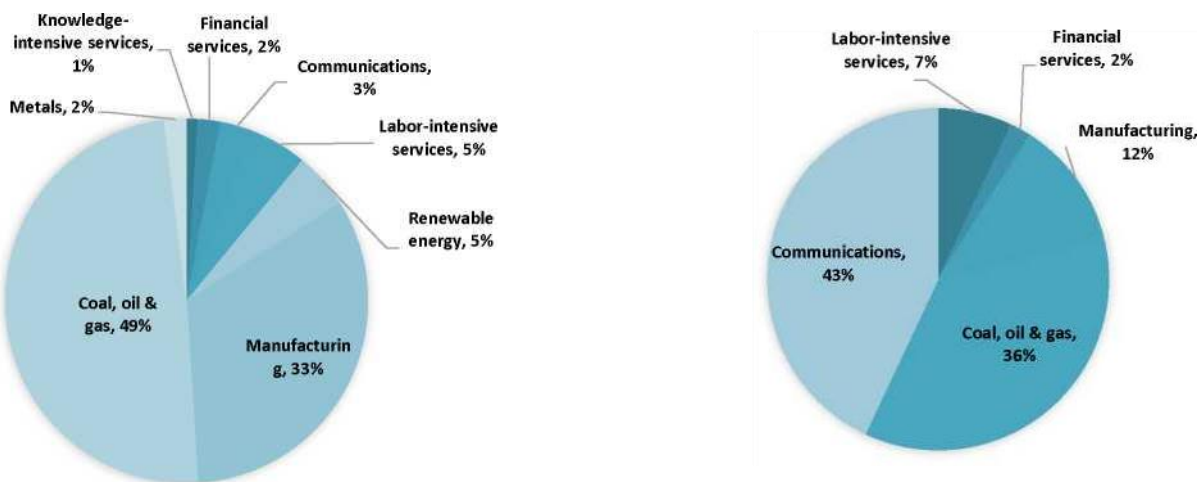 Knowledge-
intensive services,
1%
Financial
services, 2%
Communications,
3%
Metals, 2%
Labor-intensive
services, 5%
Renewable
energy, 5%
Coal, oil &
gas, 49%
Manufacturin
g, 33%
Labor-intensive
services, 7%
Financial
services, 2%
Manufacturing,
12%
Communications,
43%
Coal, oil & gas,
36%